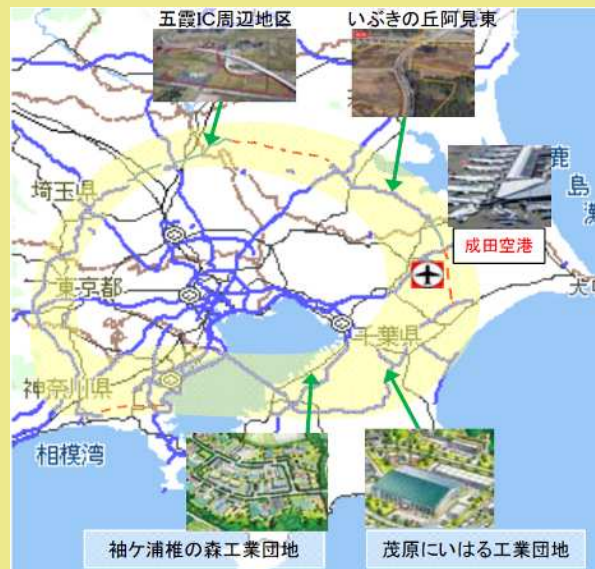 五霞IC周辺地区
いぶきの丘阿見東
埼玉県
鹿
島
灘
成田空港
東京都
千葉県
神奈川県
相模湾
袖ケ浦椎の森工業団地
茂原にいはる工業団地